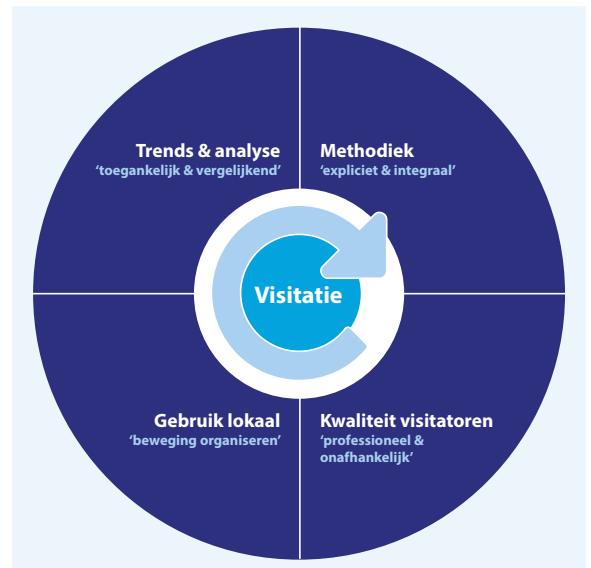 Trends & analyse
‘toegankelijk & vergelijkend’
Methodiek
‘expliciet & integraal’
Visitatie
Gebruik lokaal
‘beweging organiseren’
Kwaliteit visitatoren
‘professioneel &
onafhankelijk’